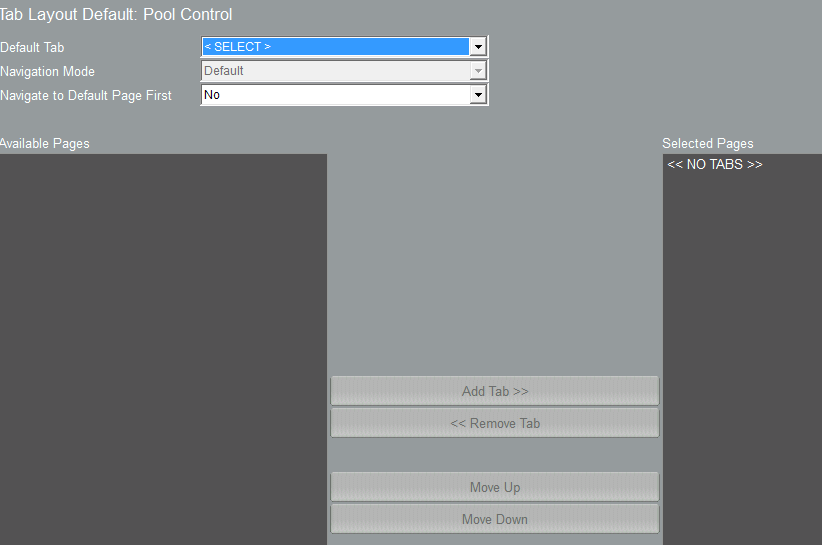 Tab Layout Default: Pool Control
Default Tab
< SELECT >
Navigation Mode
Default
Navigate to Default Page First
No
Available Pages
Selected Pages
<< NO TABS >>
Add Tab >>
<< Remove Tab
Move Up
Move Down